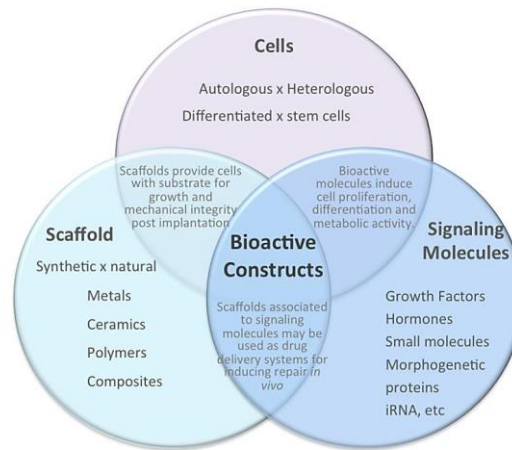 Cells
Autologous x Heterologous
Differentiated x stem cells
Scaffolds provide cells
with substrate for
growth and
mechanical integrity
post implantation
Bioactive
molecules induce
cell proliferation,
differentiation and
metabolic activity.
Scaffold
Synthetic x natural
Metals
Ceramics
Polymers
Composites
Bioactive
Constructs
Scaffolds associated
to signaling
molecules may be
used as drug
delivery systems for
inducing repair in
vivo
Signaling
Molecules
Growth Factors
Hormones
Small molecules
Morphogenetic
proteins
iRNA, etc